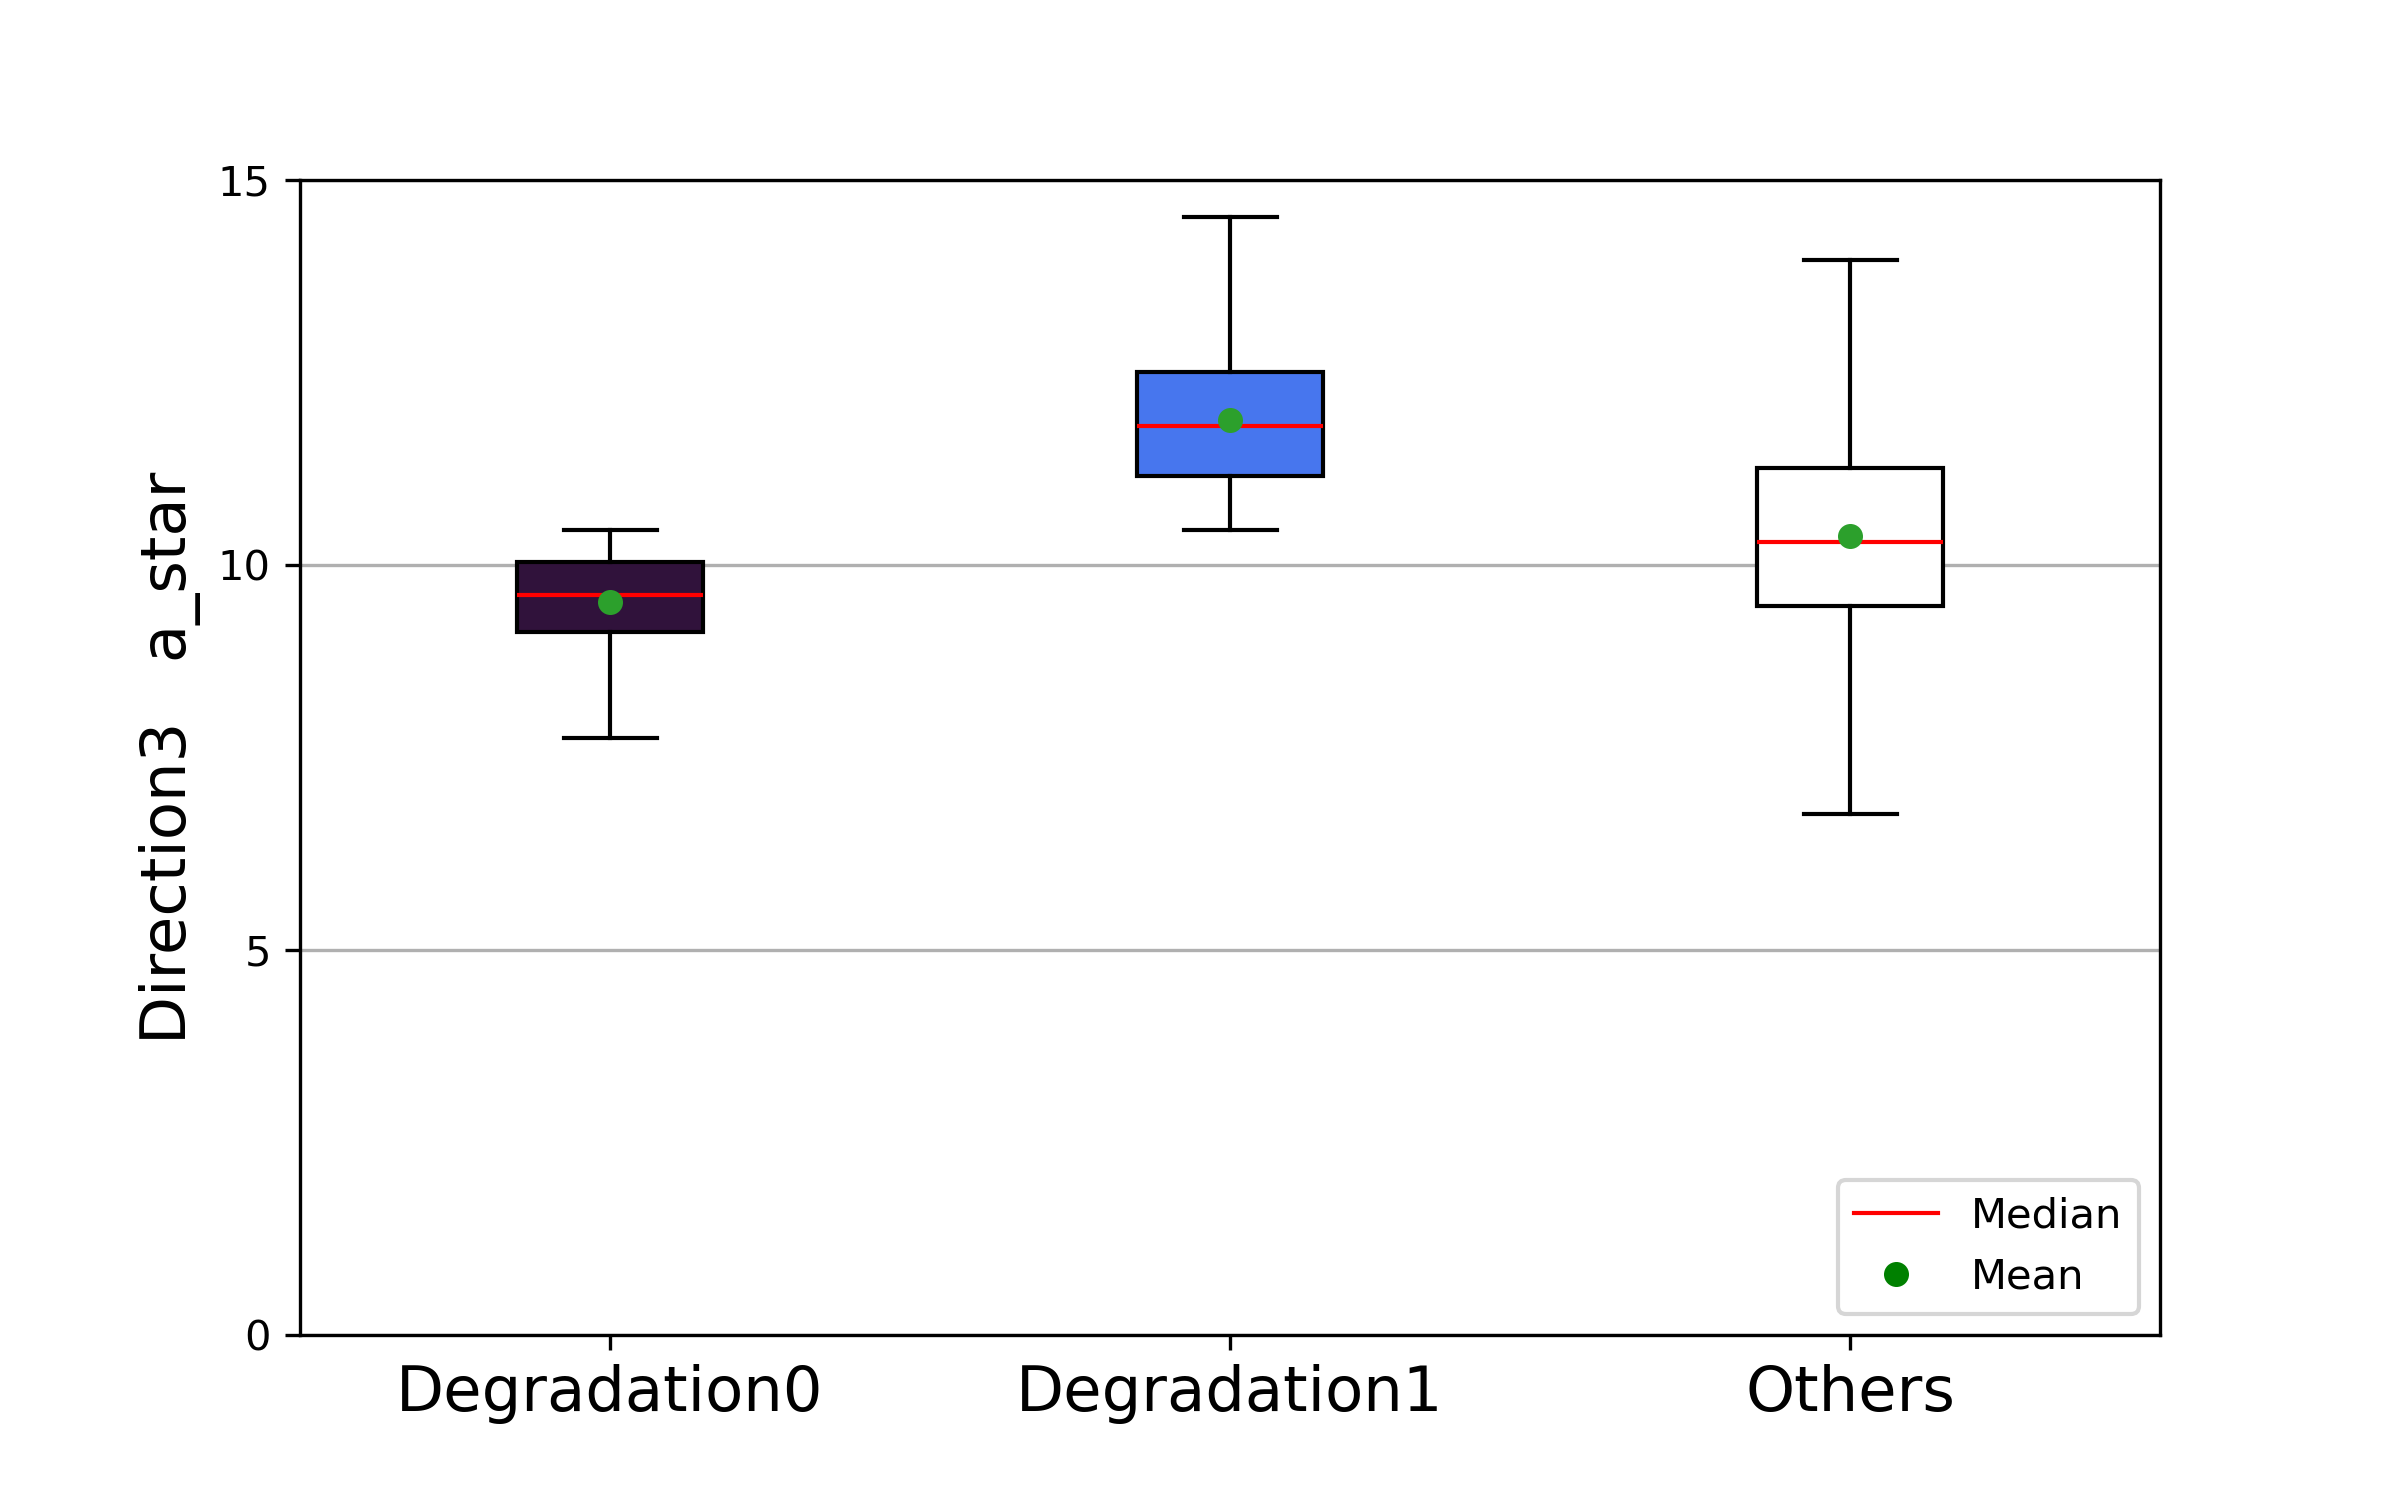 15
10
5
0
Direction3  a_star
Degradation0
Degradation1
Others
Median
Mean